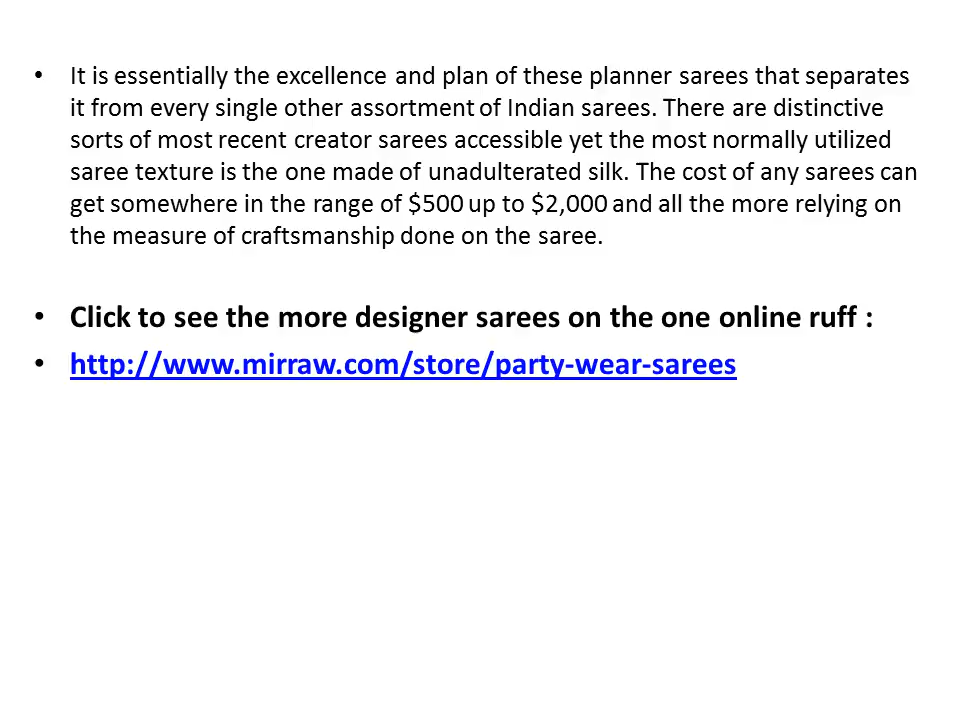 • It is essentially the excellence and plan of these planner sarees that separates
it from every single other assortment of Indian sarees. There are distinctive
sorts of most recent creator sarees accessible yet the most normally utilized
saree texture is the one made of unadulterated silk. The cost of any sarees can
get somewhere in the range of $500 up to $2,000 and all the more relying on
the measure of craftsmanship done on the saree.
• Click to see the more designer sarees on the one online ruff :
• http://www.mirraw.com/store/party-wear-sarees